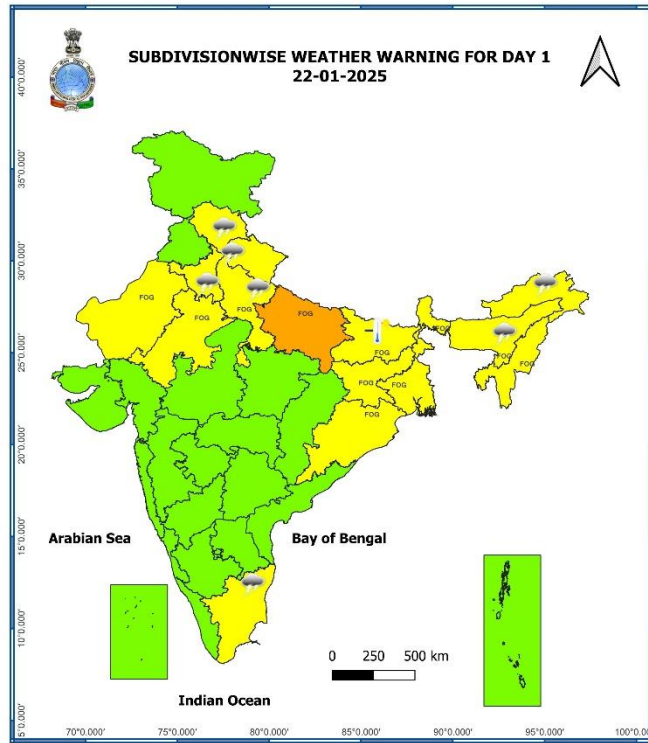 SUBDIVISIONWISE WEATHER WARNING FOR DAY 1
22-01-2025
40°0.000'
35°0.000'
30°0.000'
25°0.000'
20°0.000'
15°0.000'
10°0.000'
5°0.000'
FOG
FOG
FOG
FOG
FOG
FOG
FOG
FOG
FOG
FOG
FOG
Arabian Sea
Bay of Bengal
0 250 500 km
Indian Ocean
70°0.000' 75°0.000' 80°0.000' 85°0.000' 90°0.000' 95°0.000' 100°0.0